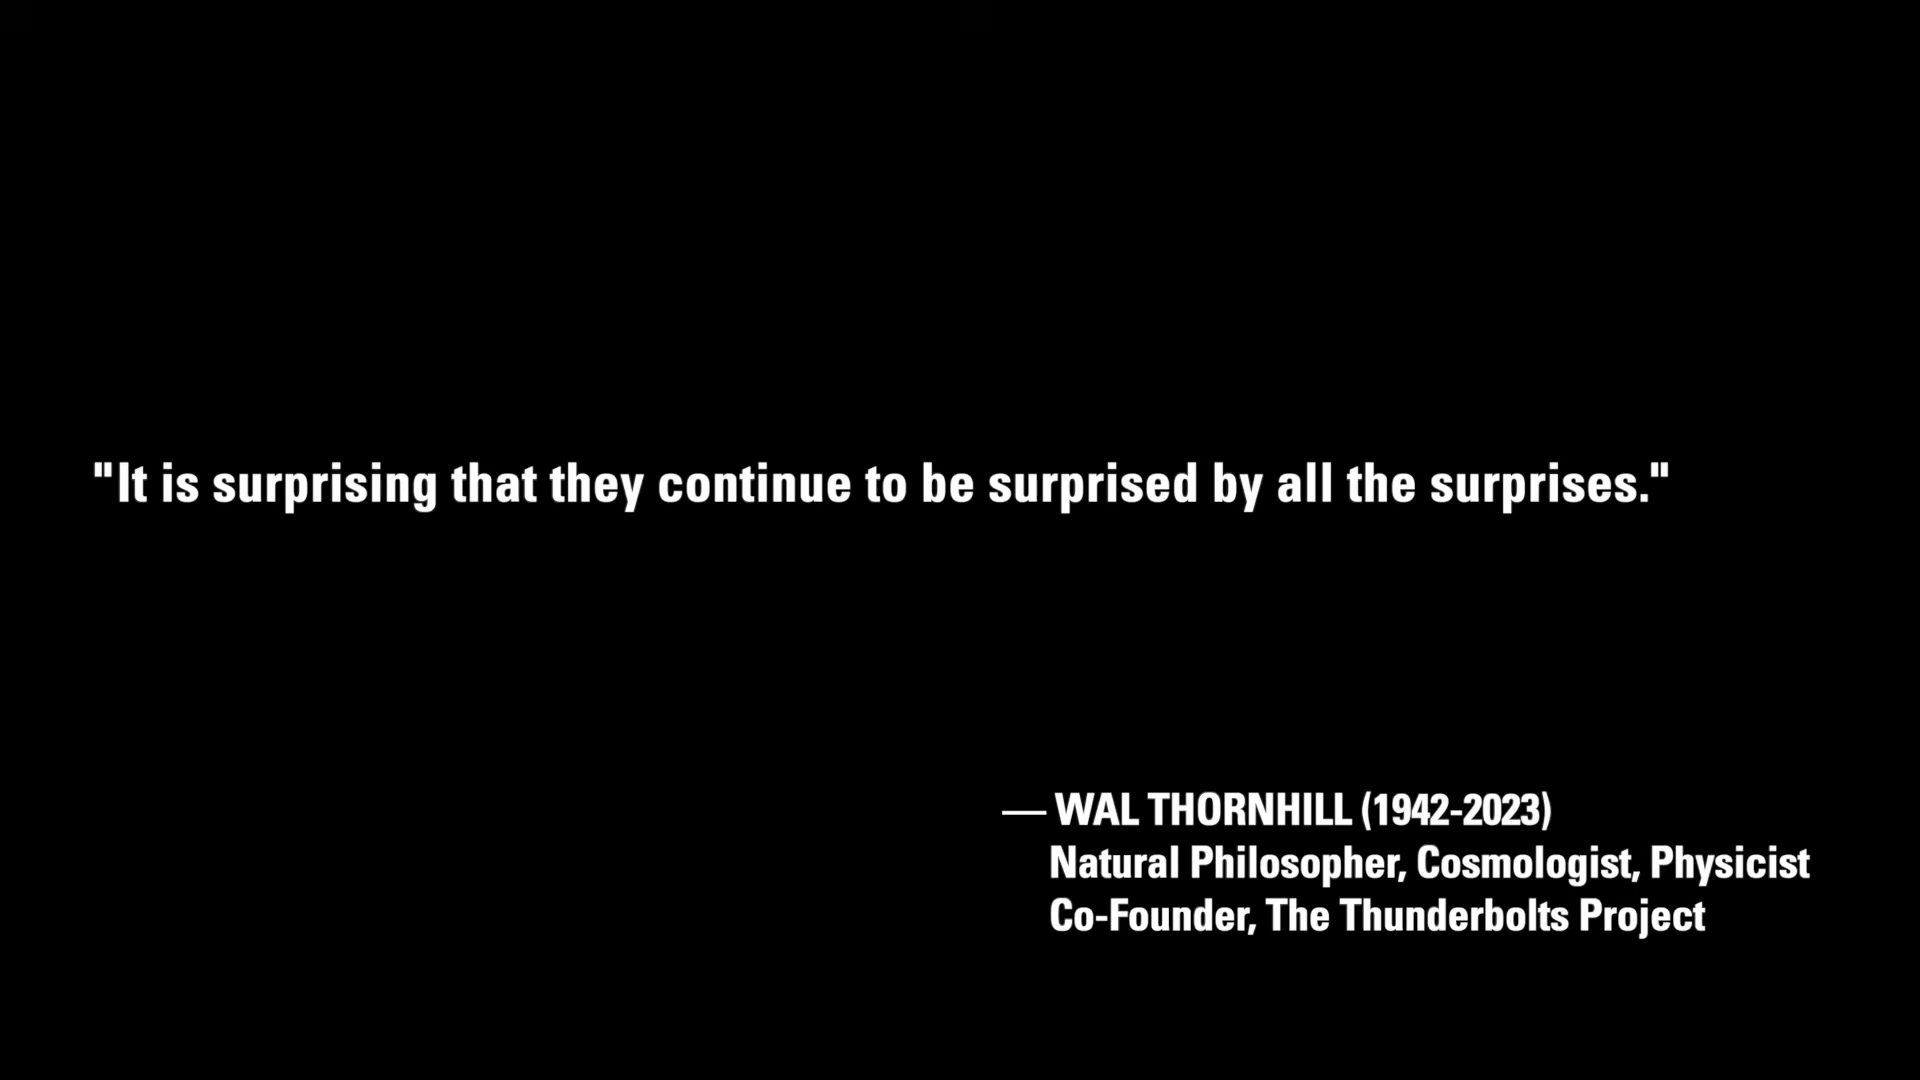 "It is surprising that they continue to be surprised by all the surprises."
— WAL THORNHILL (1942-2023)
Natural Philosopher, Cosmologist, Physicist
Co-Founder, The Thunderbolts Project